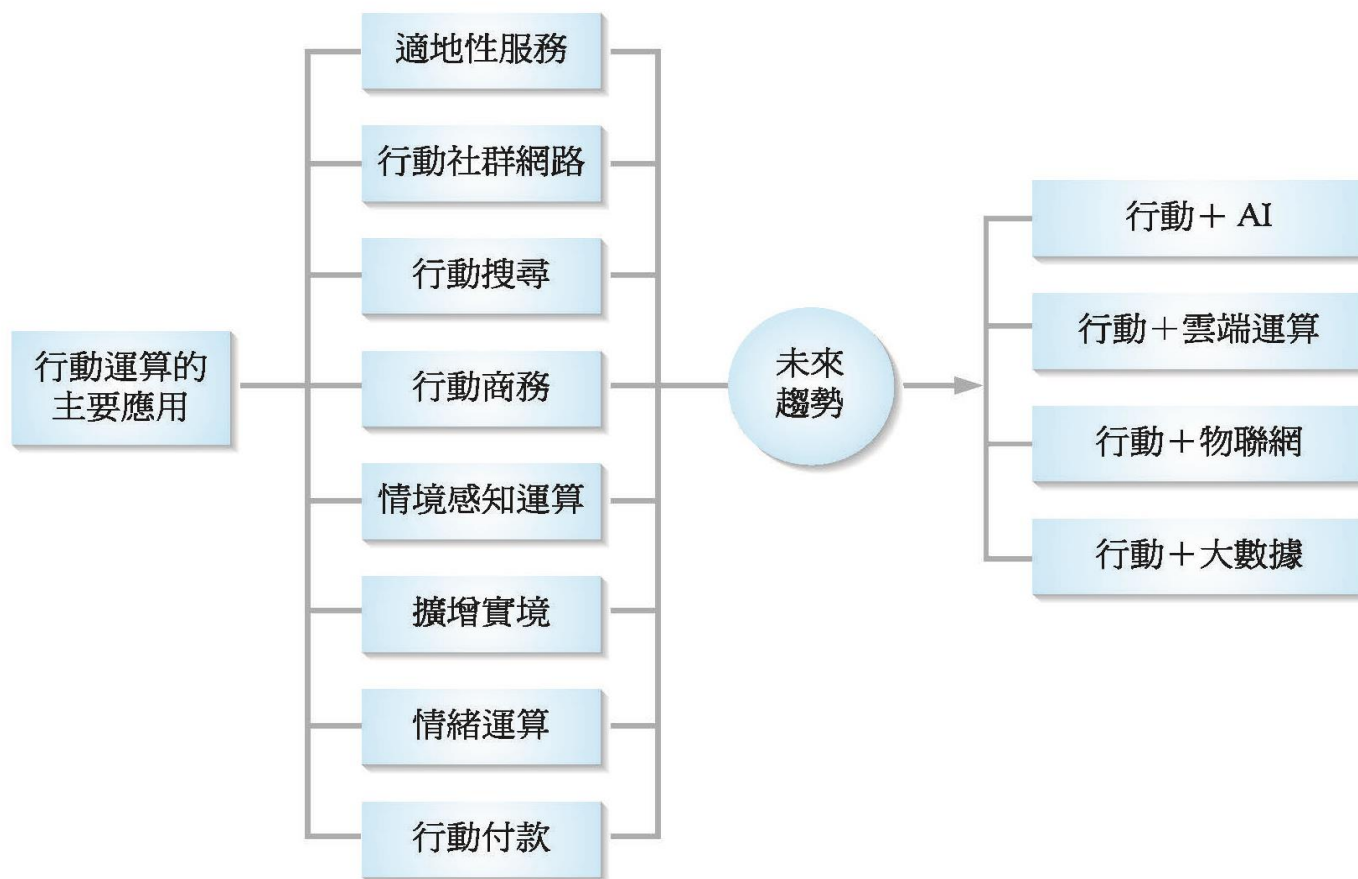 行動運算的
主要應用
適地性服務
行動社群網路
行動搜尋
行動商務
情境感知運算
擴增實境
情緒運算
行動付款
未來
趨勢
行動＋AI
行動＋雲端運算
行動＋物聯網
行動＋大數據